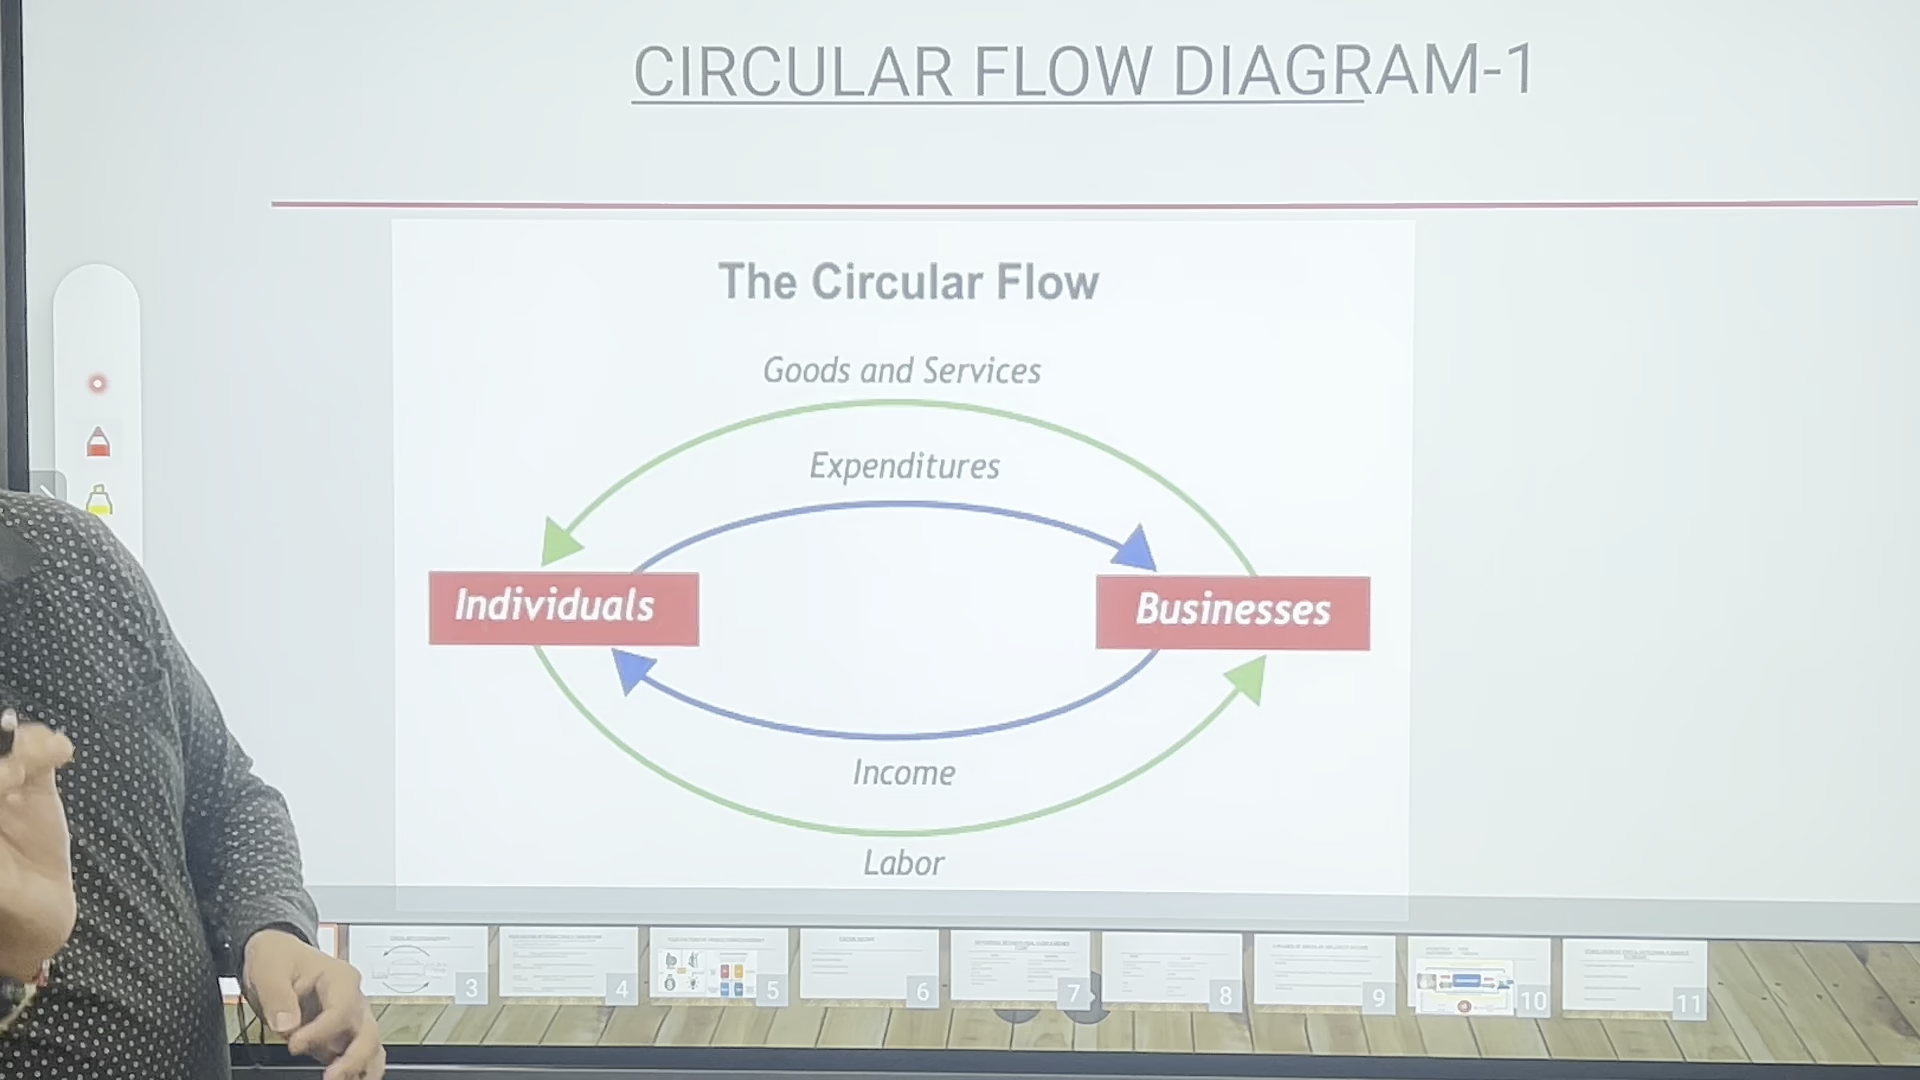 CIRCULAR FLOW DIAGRAM-1
The Circular Flow
Goods and Services
Expenditures
Individuals
Businesses
Income
Labor
3
4
5
6
7
8
9
10
11